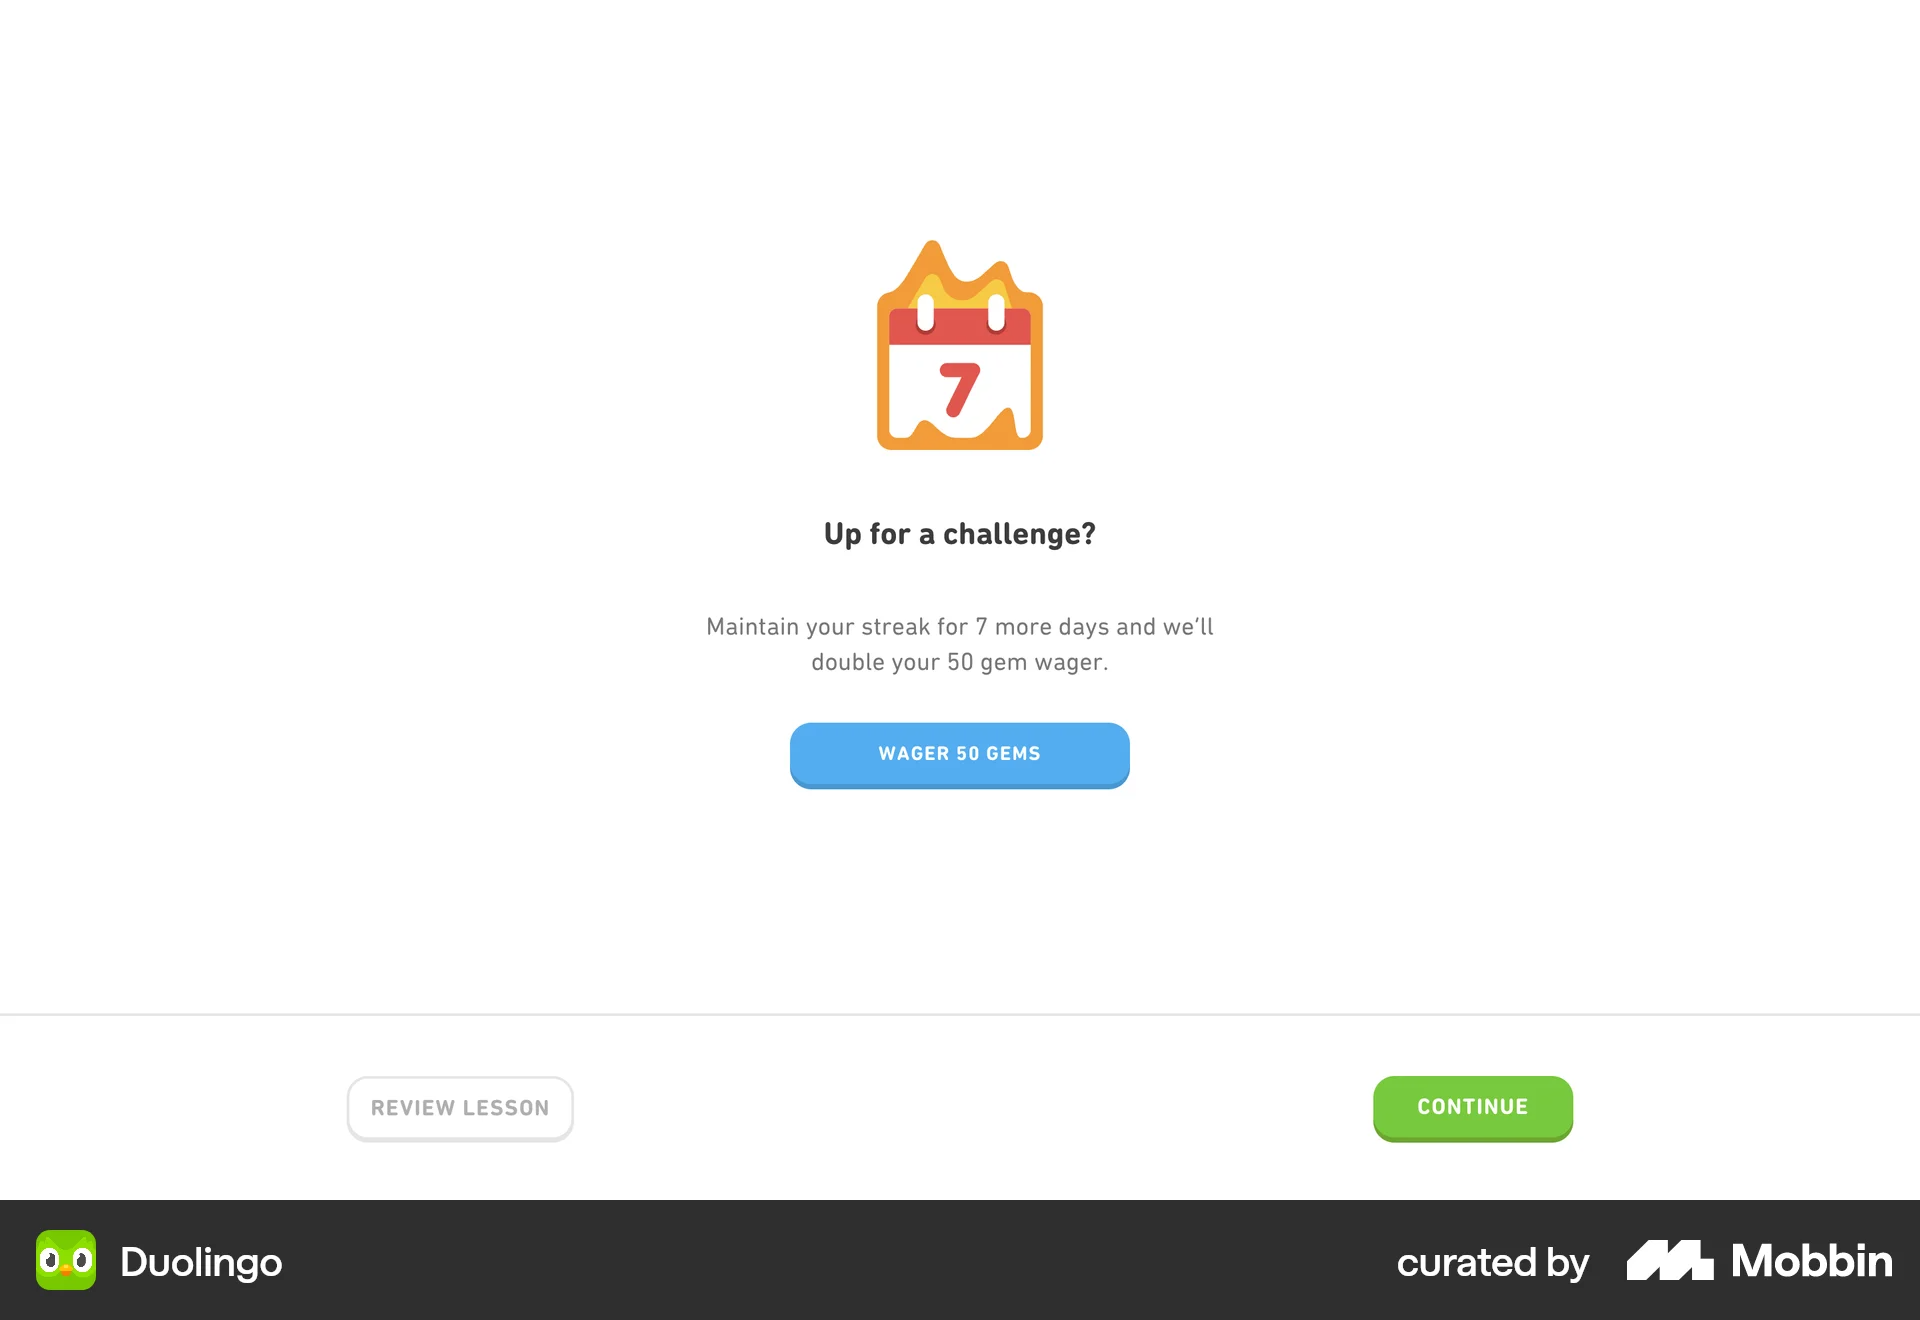 7
Up for a challenge?
Maintain your streak for 7 more days and we’ll
double your 50 gem wager.
WAGER 50 GEMS
REVIEW LESSON
CONTINUE
Duolingo
curated by Mobbin